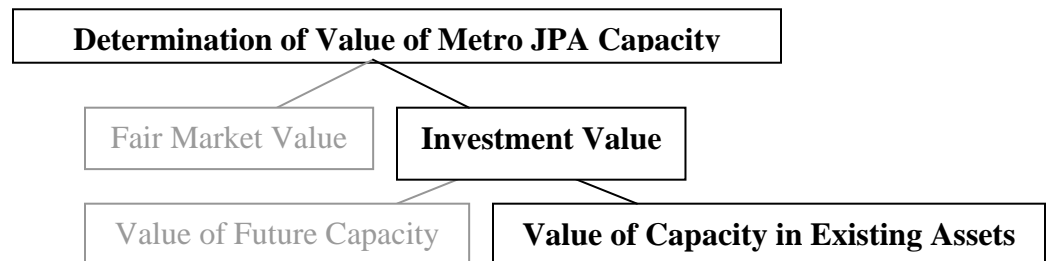 Determination of Value of Metro JPA Capacity
Fair Market Value
Investment Value
Value of Future Capacity
Value of Capacity in Existing Assets